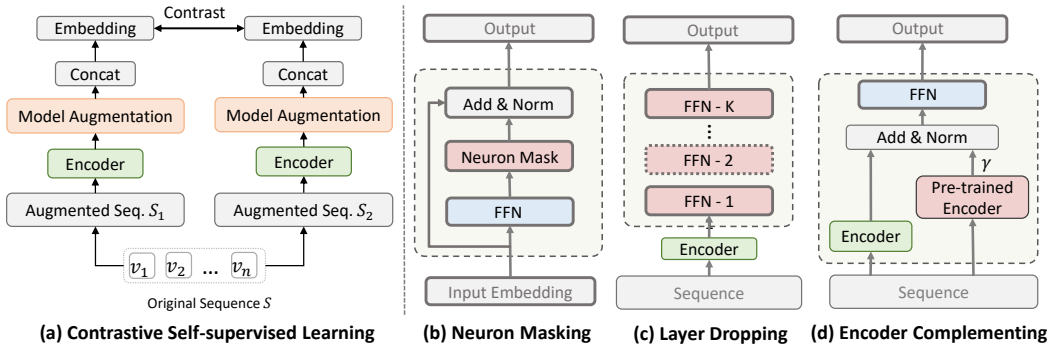 Contrast
Embedding
Embedding
Concat
Concat
Model Augmentation
Model Augmentation
Encoder
Encoder
Augmented Seq. S₁
Augmented Seq. S₂
v₁ v₂ ... vₙ
Original Sequence S
(a) Contrastive Self-supervised Learning
Output
Add & Norm
Neuron Mask
FFN
Input Embedding
(b) Neuron Masking
Output
FFN - K
⋮
FFN - 2
FFN - 1
Encoder
Sequence
(c) Layer Dropping
Output
FFN
Add & Norm
γ
Pre-trained
Encoder
Encoder
Sequence
(d) Encoder Complementing